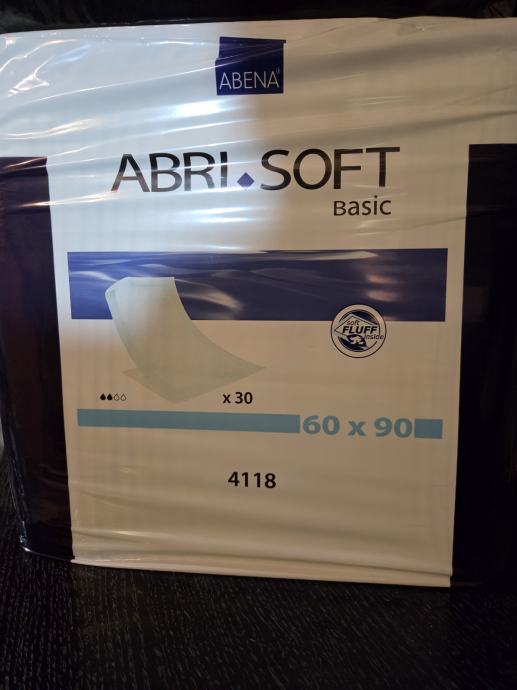 ABENA®
ABRI SOFT
Basic
soft
FLUFF
inside
x 30
60 x 90
4118